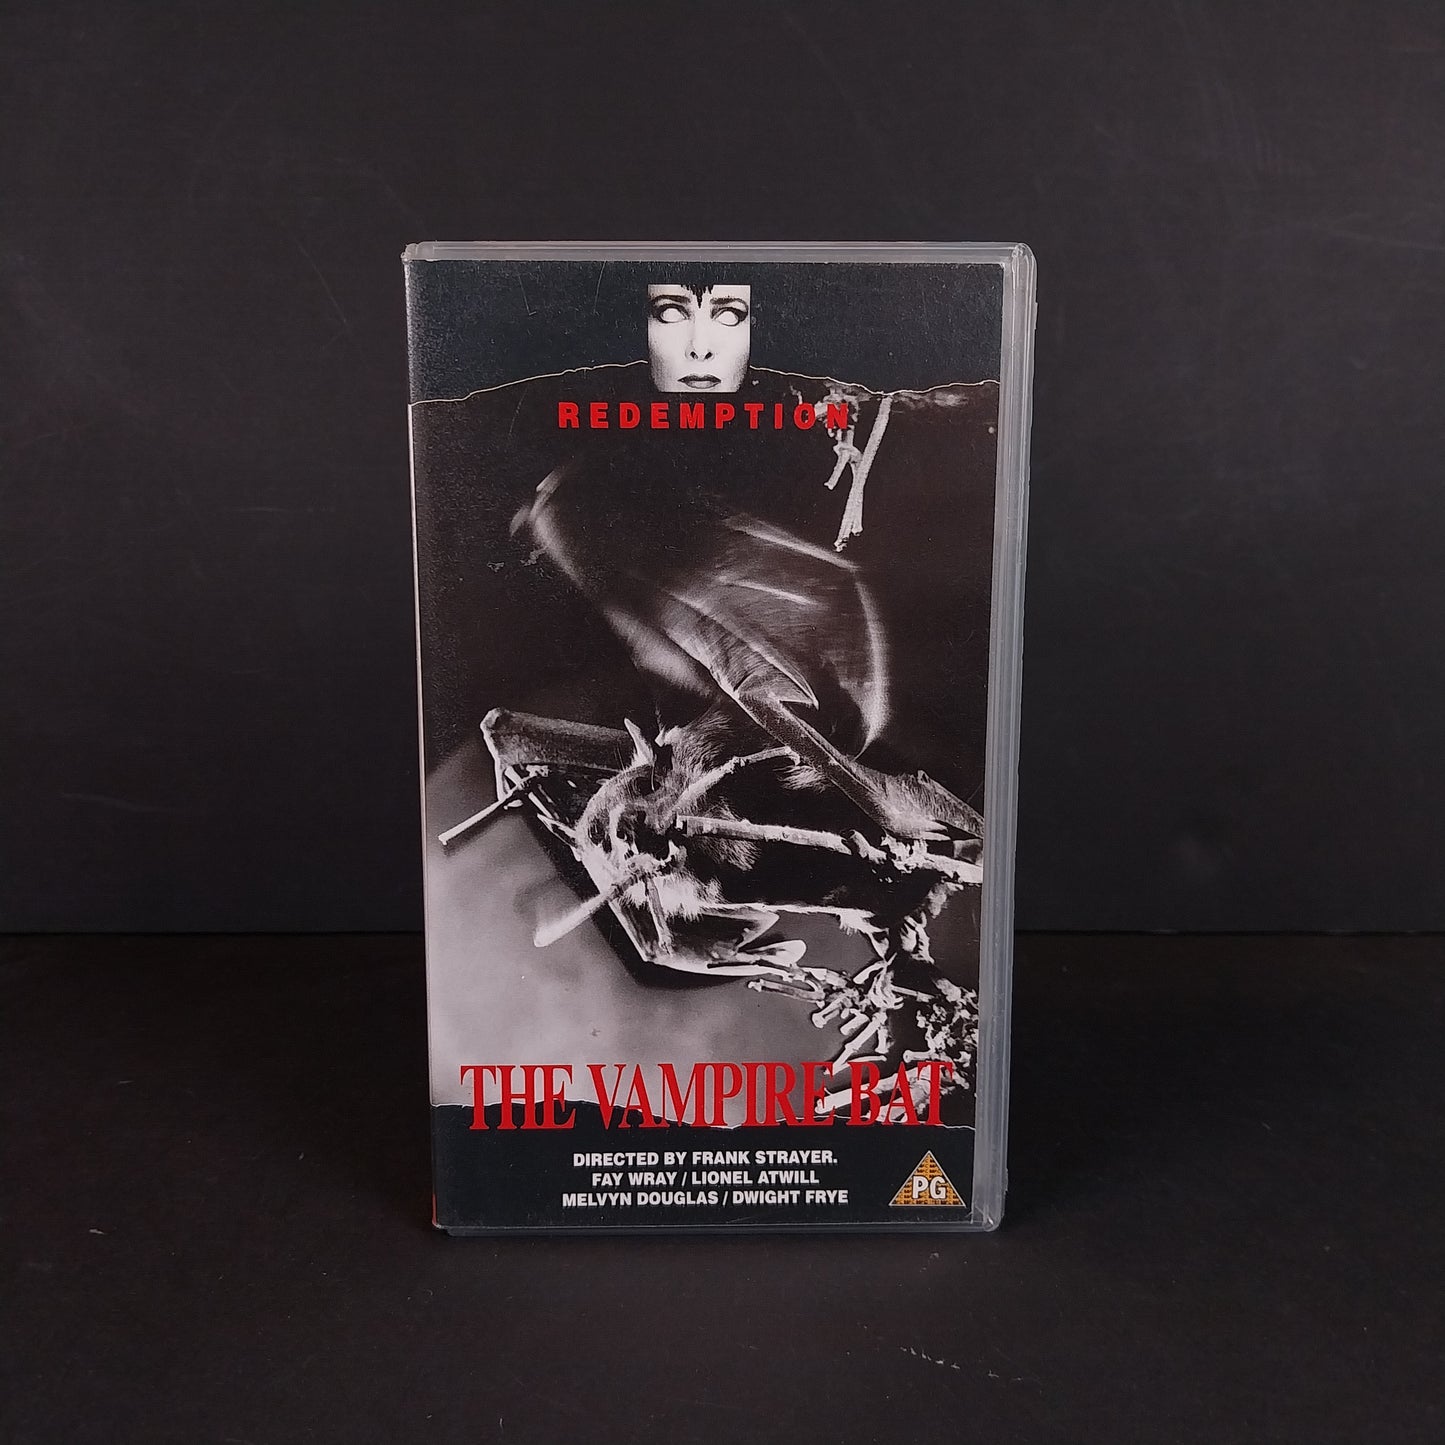 REDEMPTION
THE VAMPIRE BAT
DIRECTED BY FRANK STRAYER.
FAY WRAY / LIONEL ATWILL
MELVYN DOUGLAS / DWIGHT FRYE
PG